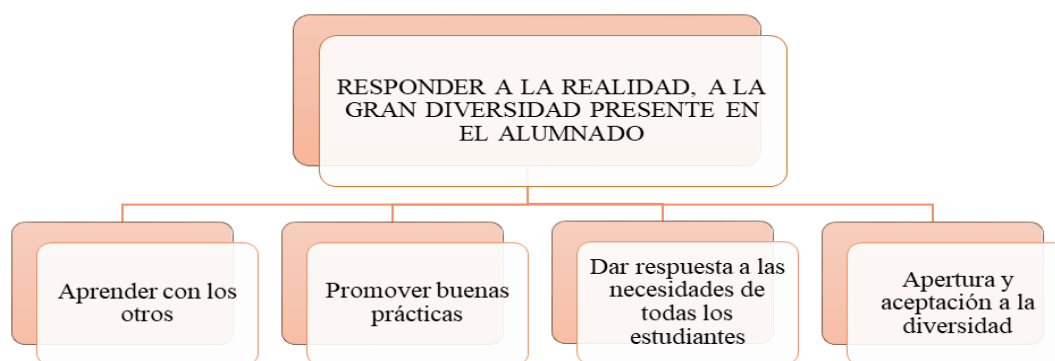 RESPONDER A LA REALIDAD, A LA
GRAN DIVERSIDAD PRESENTE EN
EL ALUMNADO
Aprender con los
otros
Promover buenas
prácticas
Dar respuesta a las
necesidades de
todas los
estudiantes
Apertura y
aceptación a la
diversidad